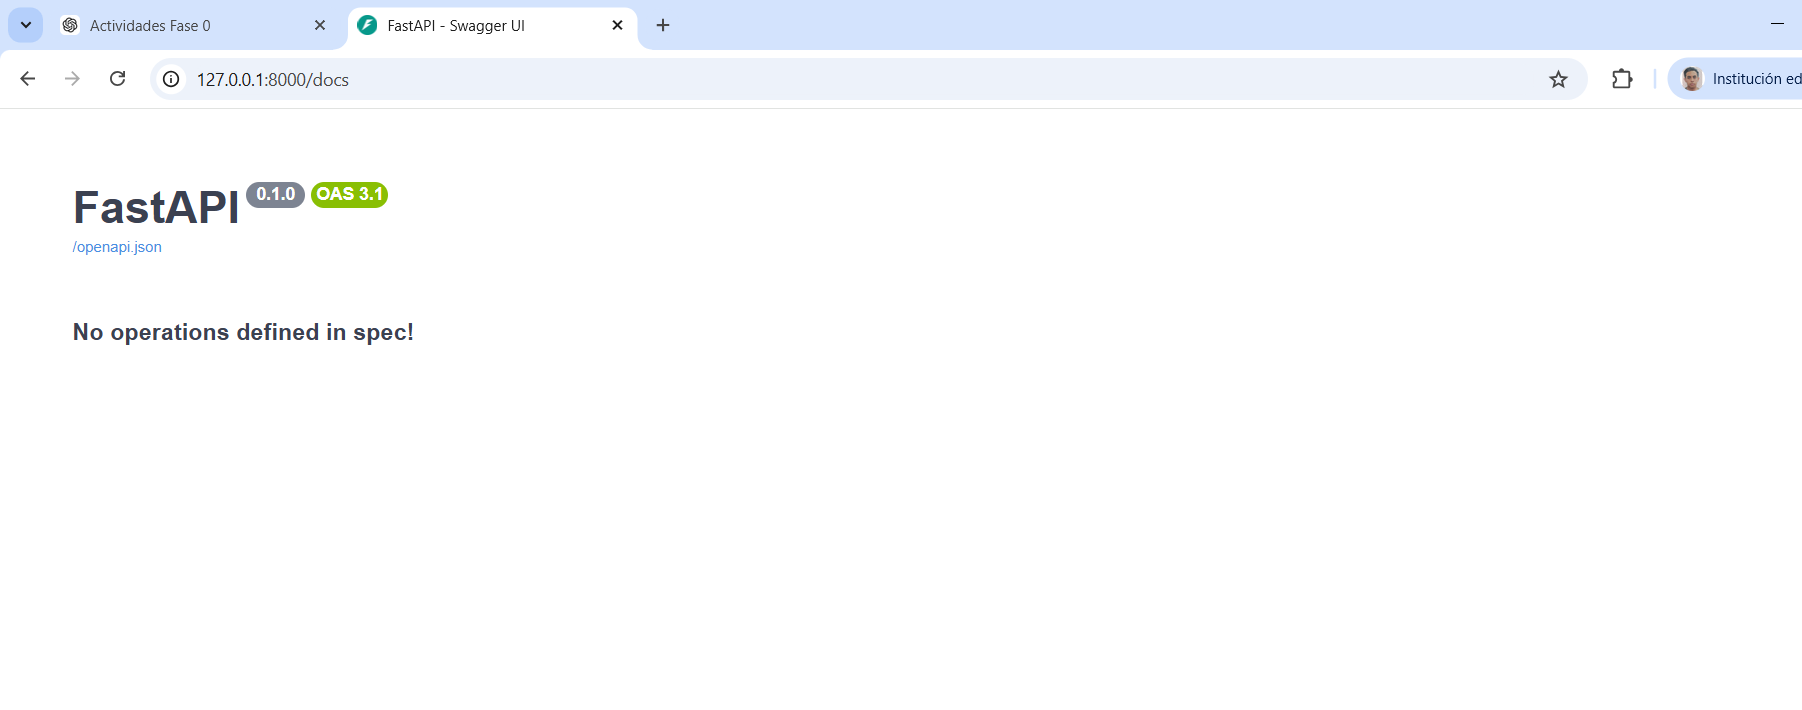 Actividades Fase 0
FastAPI - Swagger UI
127.0.0.1:8000/docs
Institución ed
FastAPI 0.1.0 OAS 3.1
/openapi.json
No operations defined in spec!